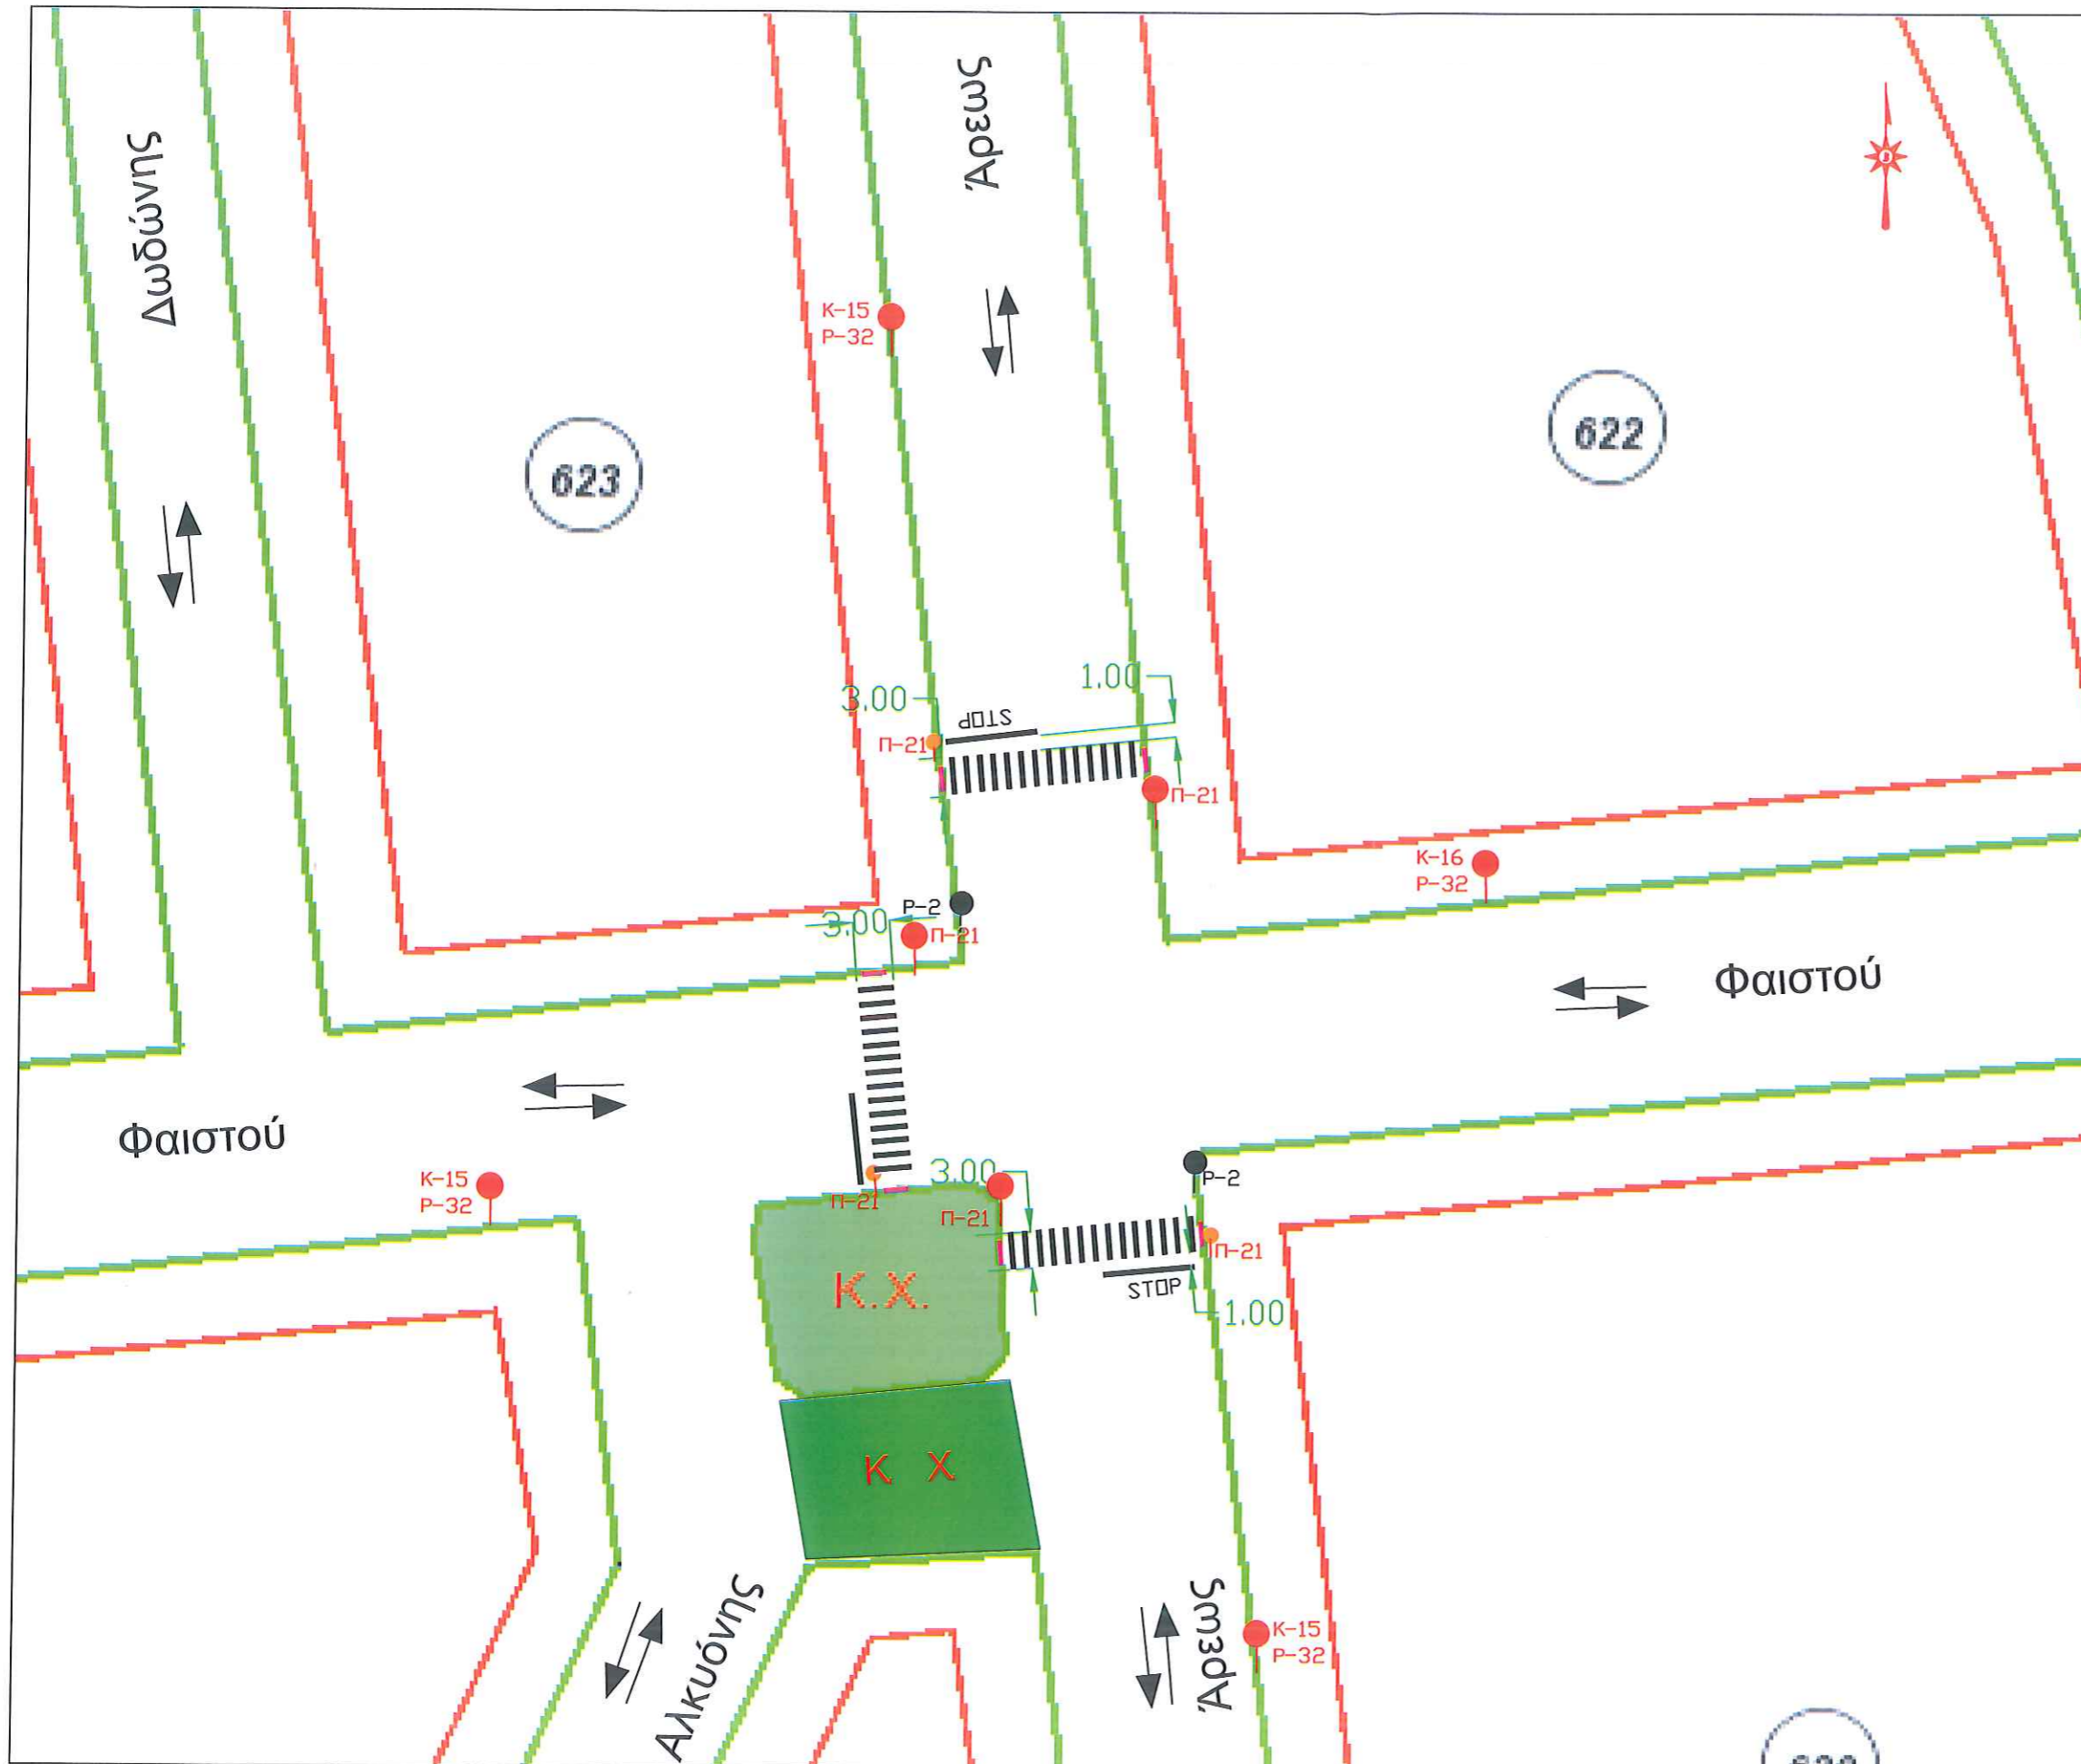 Άρεως
Δωδώνης
K-15
P-32
622
623
1.00
3.00
STOP
Π-21
Π-21
K-16
P-32
P-2
3.00
Π-21
Φαιστού
Φαιστού
K-15
P-32
3.00
P-2
Π-21
Π-21
Π-21
STOP
1.00
Κ.Χ.
Κ Χ
Αλκυόνης
Άρεως
K-15
P-32